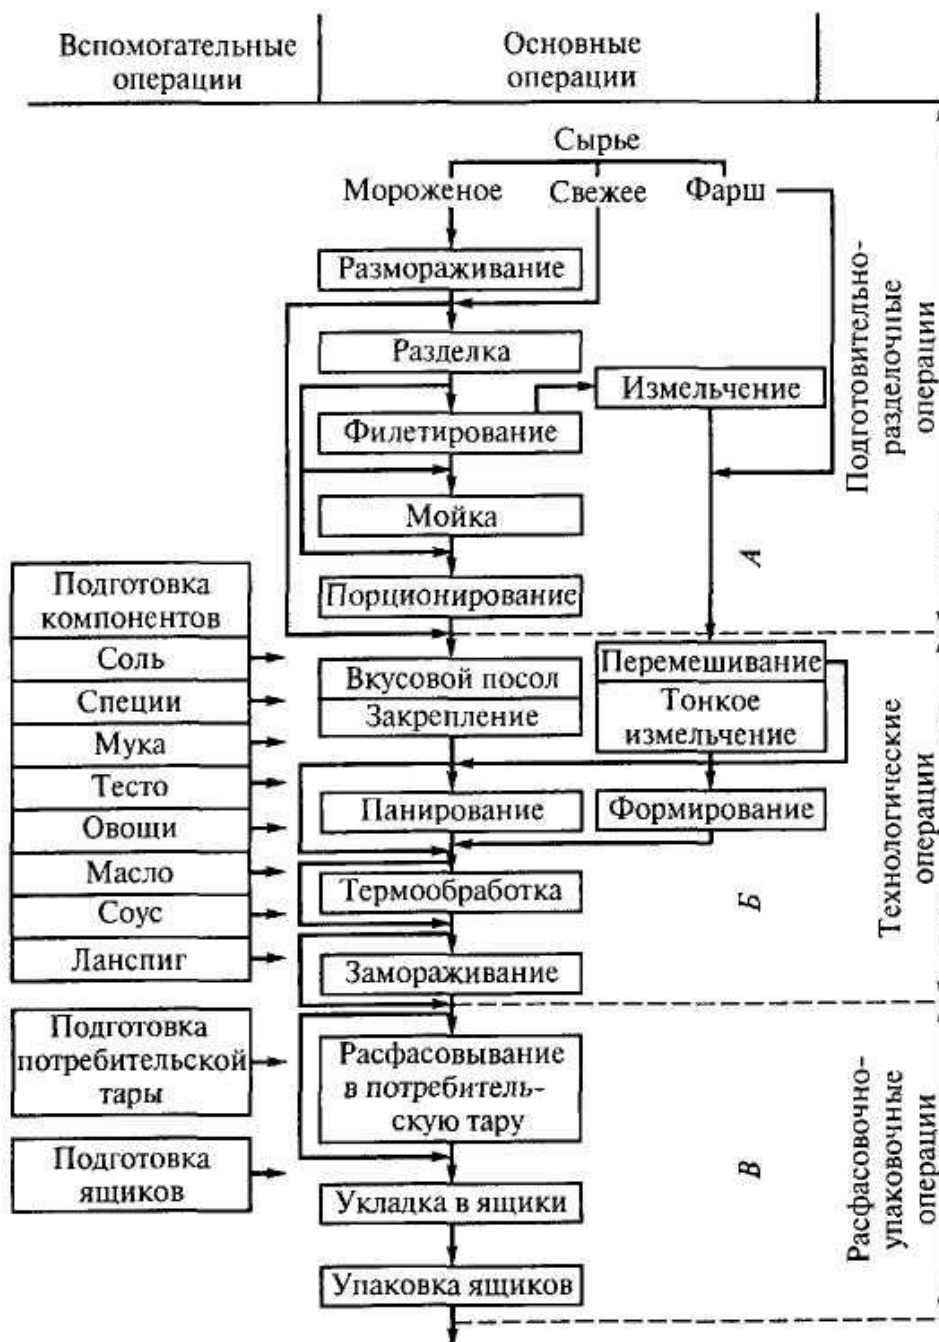 Вспомогательные
операции
Основные
операции
Сырье
Мороженое
Свежее
Фарш
Размораживание
Разделка
Измельчение
Филетирование
Мойка
Порционирование
Подготовительно-
разделочные
операции
А
Подготовка
компонентов
Соль
Специи
Мука
Тесто
Овощи
Масло
Соус
Ланспиг
Вкусовой посол
Закрепление
Перемешивание
Тонкое
измельчение
Панирование
Формирование
Термообработка
Замораживание
Технологические
операции
Б
Подготовка
потребительской
тары
Подготовка
ящиков
Расфасовывание
в потребитель-
скую тару
Укладка в ящики
Упаковка ящиков
Расфасовочно-
упаковочные
операции
В